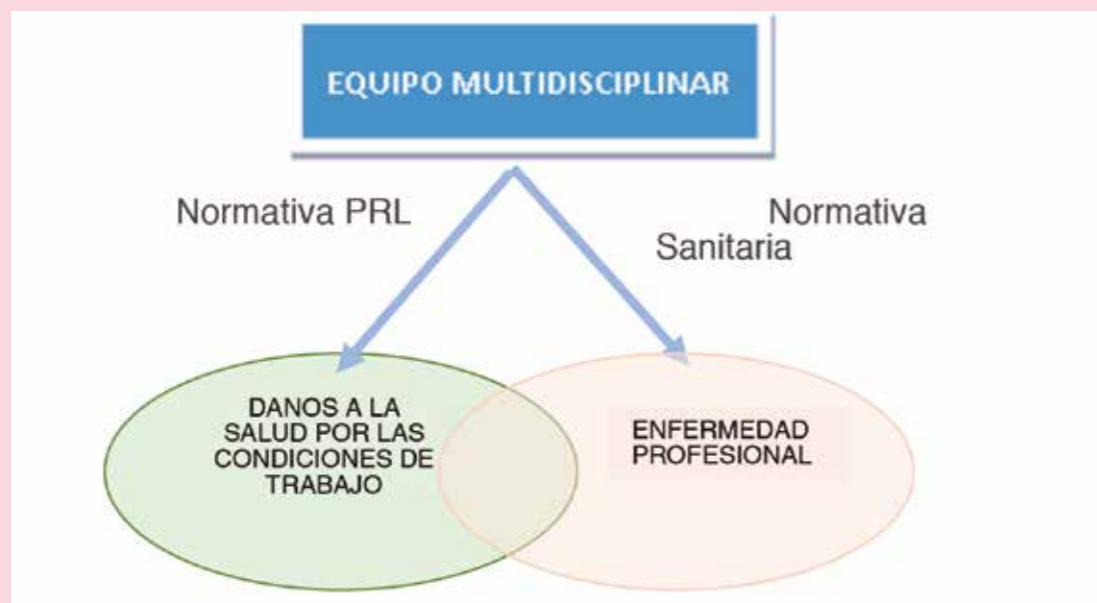 EQUIPO MULTIDISCIPLINAR
Normativa PRL
Normativa
Sanitaria
DANOS A LA
SALUD POR LAS
CONDICIONES DE
TRABAJO
ENFERMEDAD
PROFESIONAL